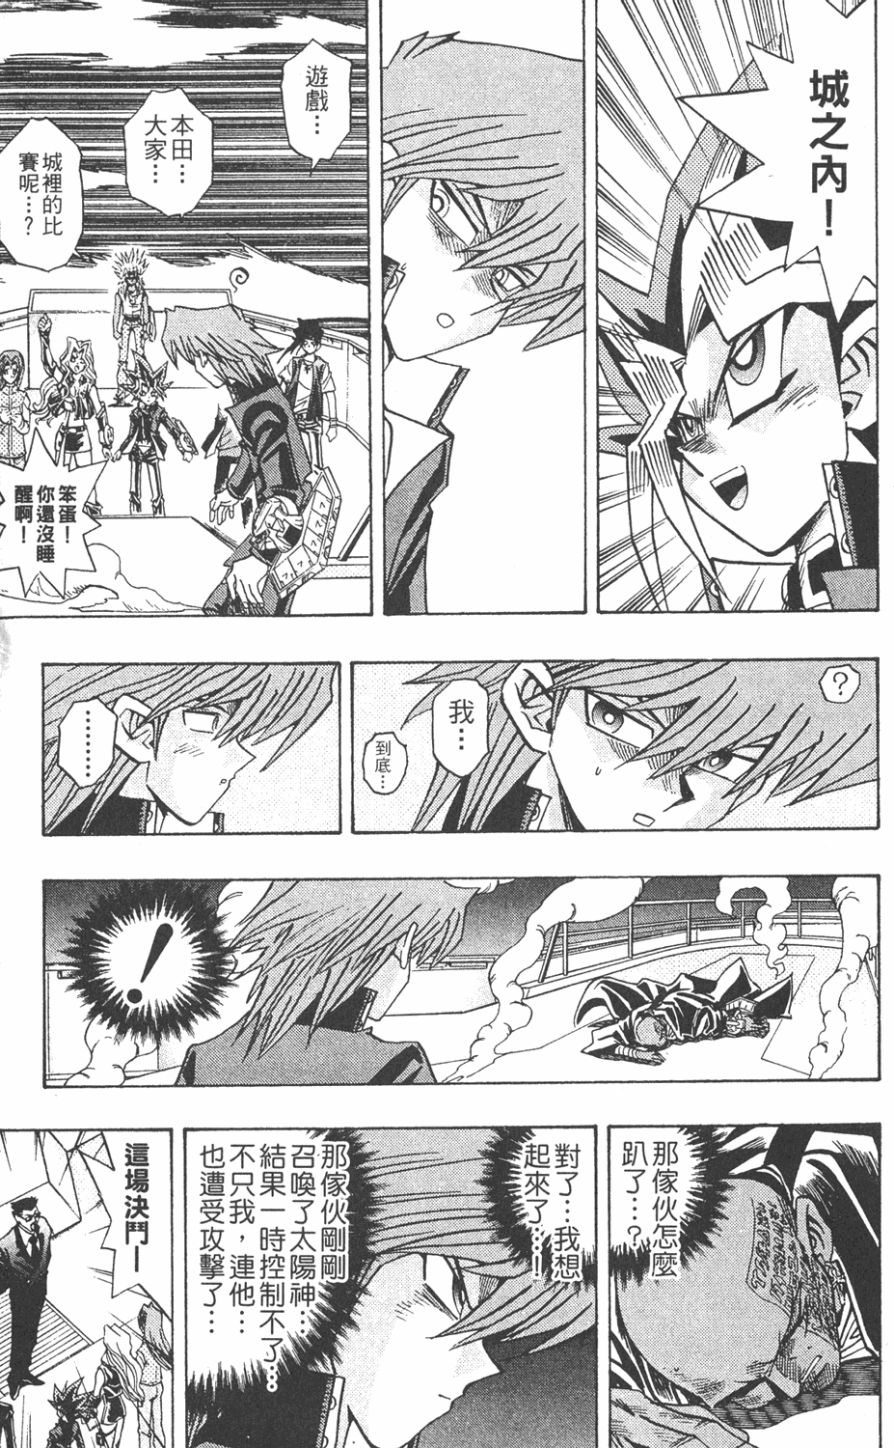 城之內！
遊戲…
本田…
大家…
城裡的比
賽呢…？
笨蛋！
你還沒睡
醒啊！
？
我…
到底…
………
！
那傢伙怎麼
趴了…？
對了…我想
起來了…！
那傢伙剛剛
召喚了太陽神…
結果一時控制不了…
不只我，連他…
也遭受攻擊了…
這場決鬥—